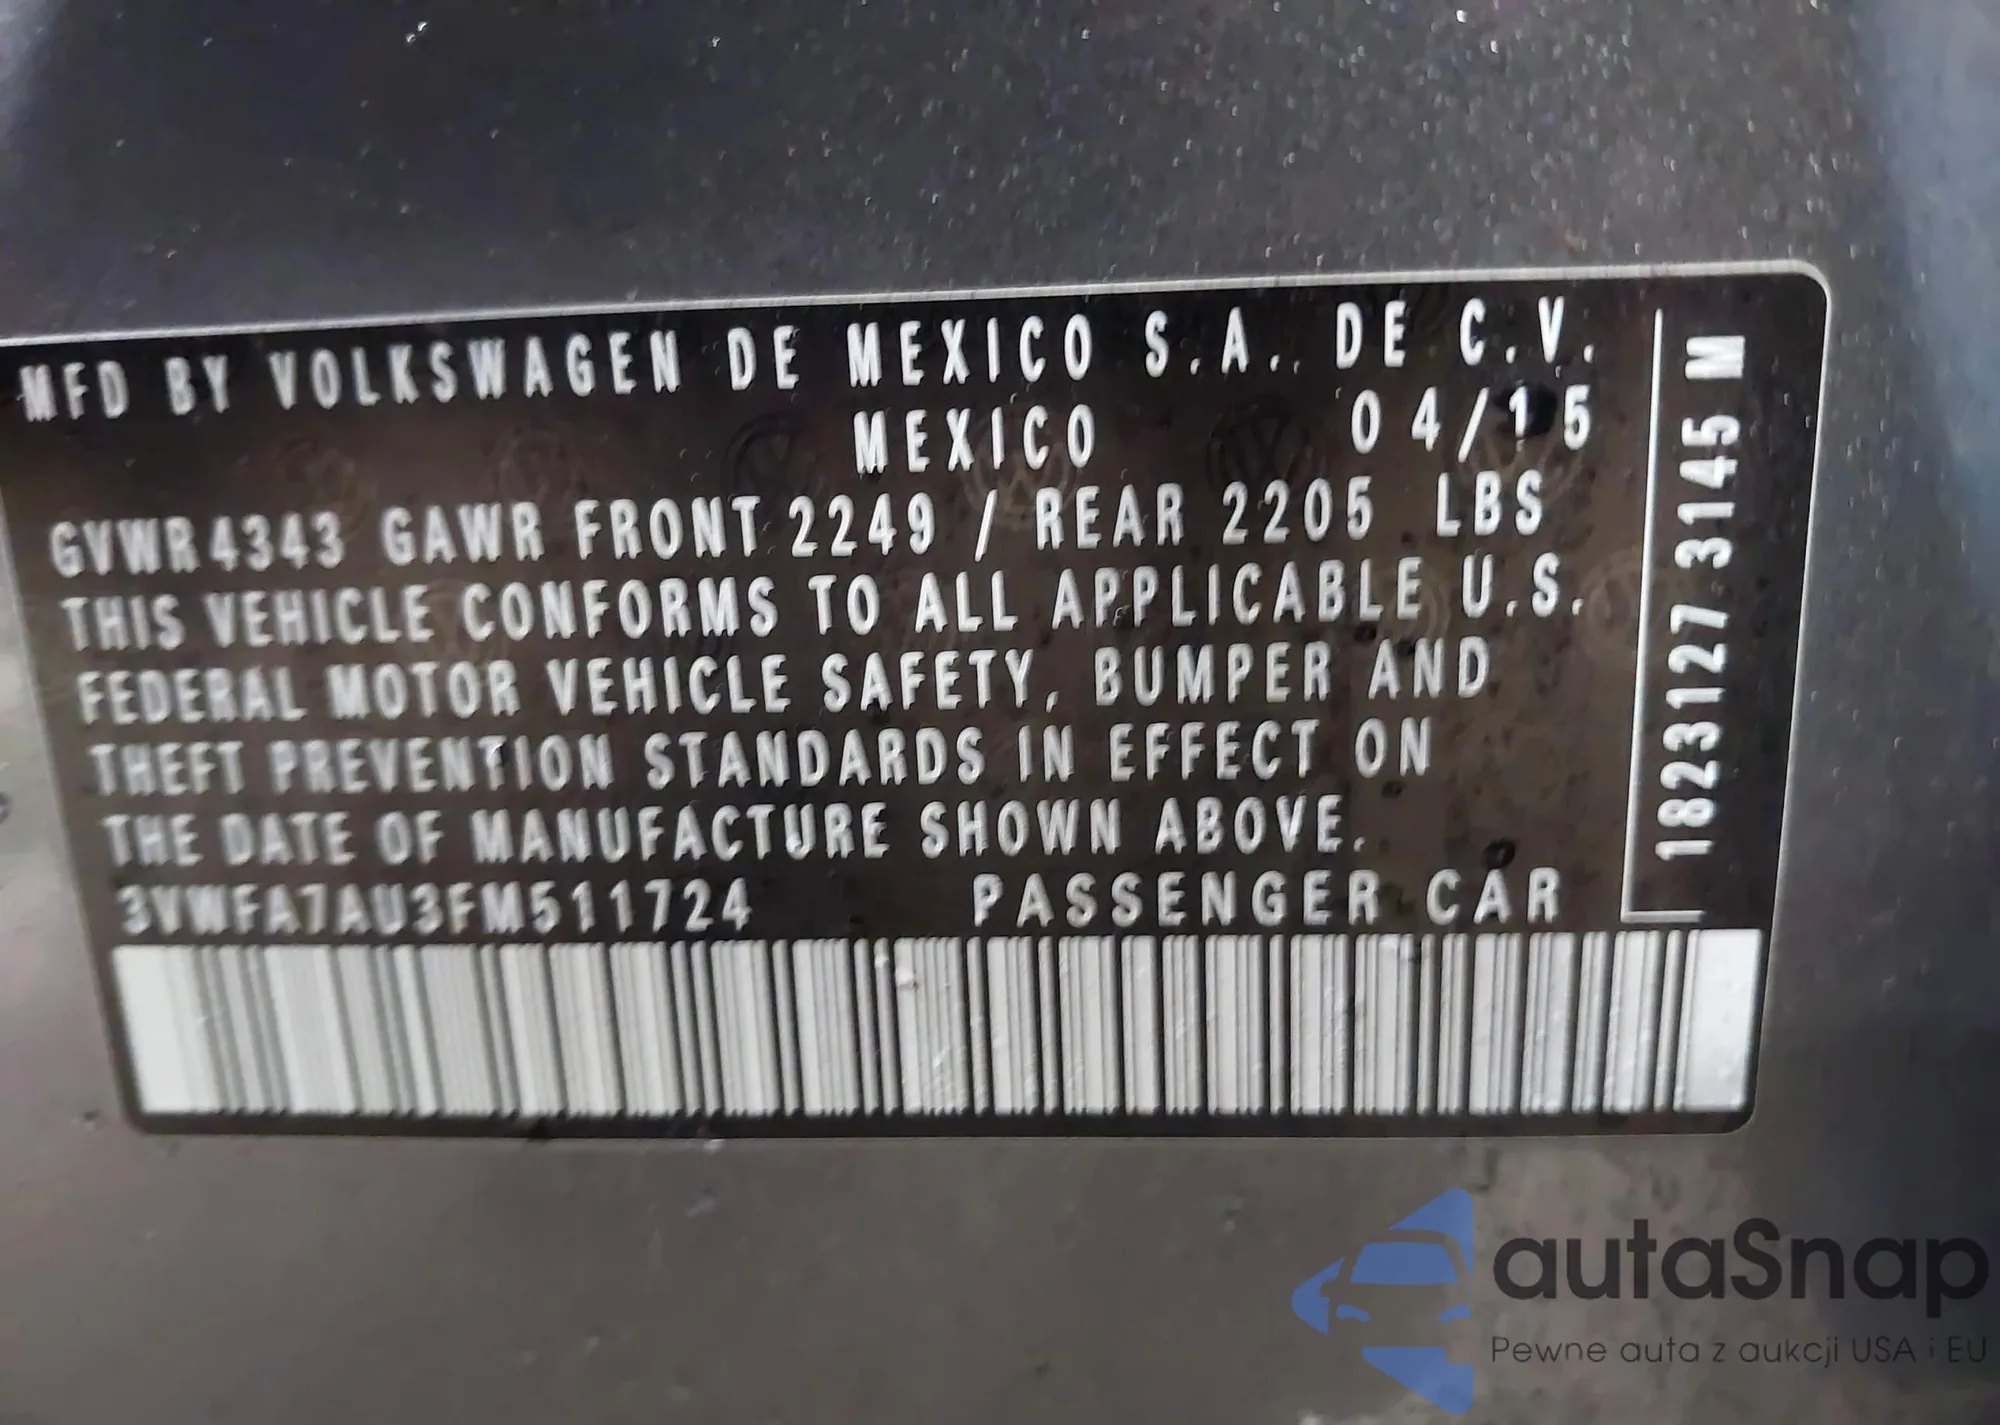 MFD BY VOLKSWAGEN DE MEXICO S.A. DE C.V.
MEXICO 04/15
GVWR 4343 GAWR FRONT 2249 / REAR 2205 LBS
THIS VEHICLE CONFORMS TO ALL APPLICABLE U.S.
FEDERAL MOTOR VEHICLE SAFETY, BUMPER AND
THEFT PREVENTION STANDARDS IN EFFECT ON
THE DATE OF MANUFACTURE SHOWN ABOVE.
3VWFA7AU3FM511724 PASSENGER CAR
1823127 3145 M
autaSnap
Pewne auta z aukcji USA i EU